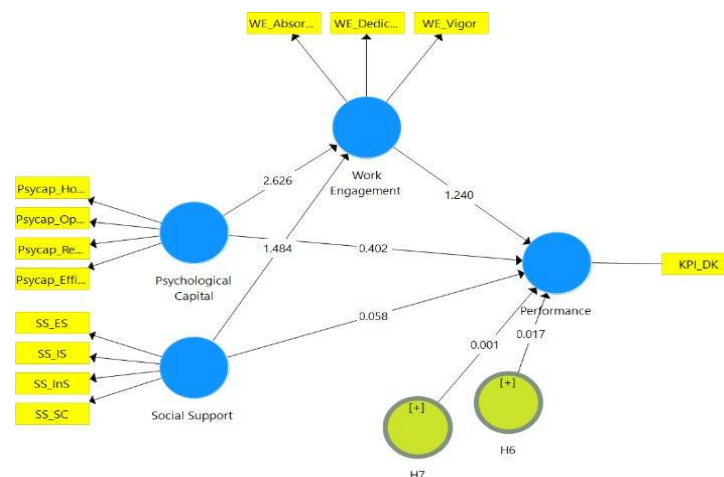 WE_Absor...
WE_Dedic...
WE_Vigor
Work
Engagement
2.626
1.240
Psycap_Ho...
Psycap_Op...
Psycap_Re...
Psycap_Effi...
1.484
0.402
KPI_DK
Psychological
Capital
Performance
0.058
SS_ES
SS_IS
SS_InS
SS_SC
0.001
0.017
Social Support
[+]
[+]
H6
H7